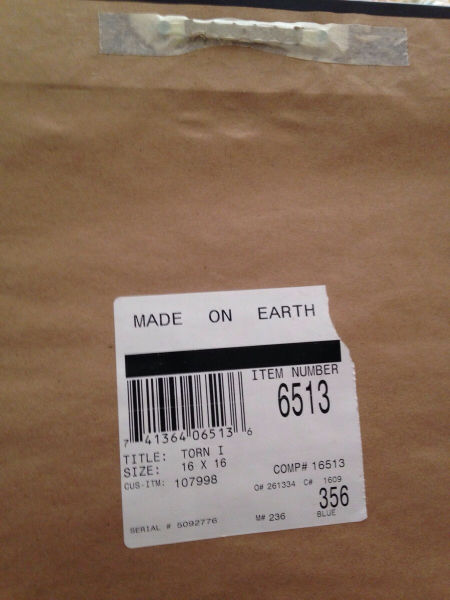 MADE ON EARTH
ITEM NUMBER
6513
7 41364 06513 6
TITLE: TORN I
SIZE: 16 X 16
CUS-ITM: 107998
COMP# 16513
O# 261334 C# 1609
356
BLUE
SERIAL # 5092776
M# 236